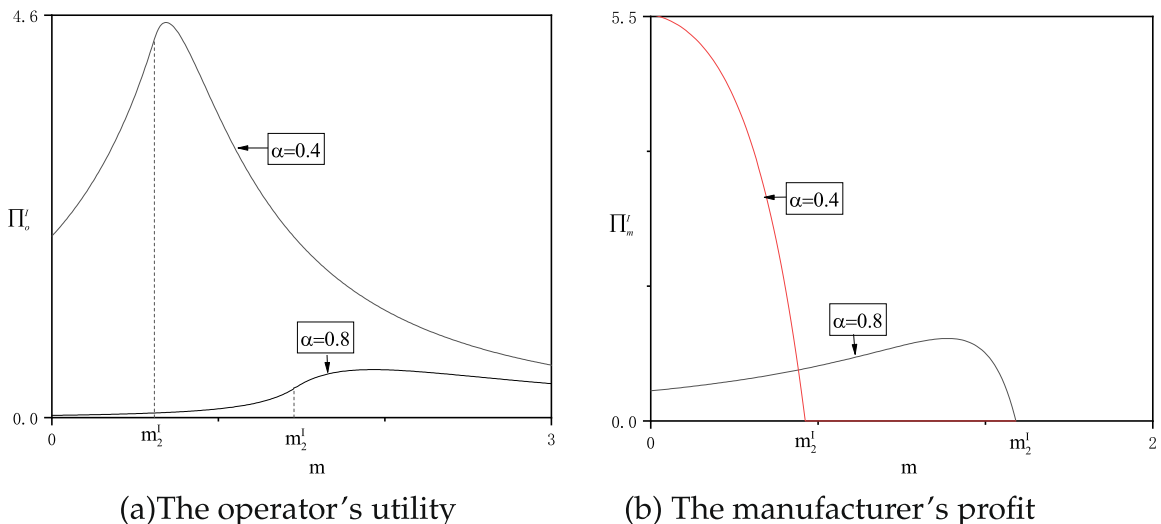 4.6
α=0.4
Π_o^I
α=0.8
0.0
0
m_2^I
m_2^I
3
m
(a)The operator's utility
5.5
α=0.4
Π_m^I
α=0.8
0.0
0
m_2^I
m_2^I
2
m
(b) The manufacturer's profit